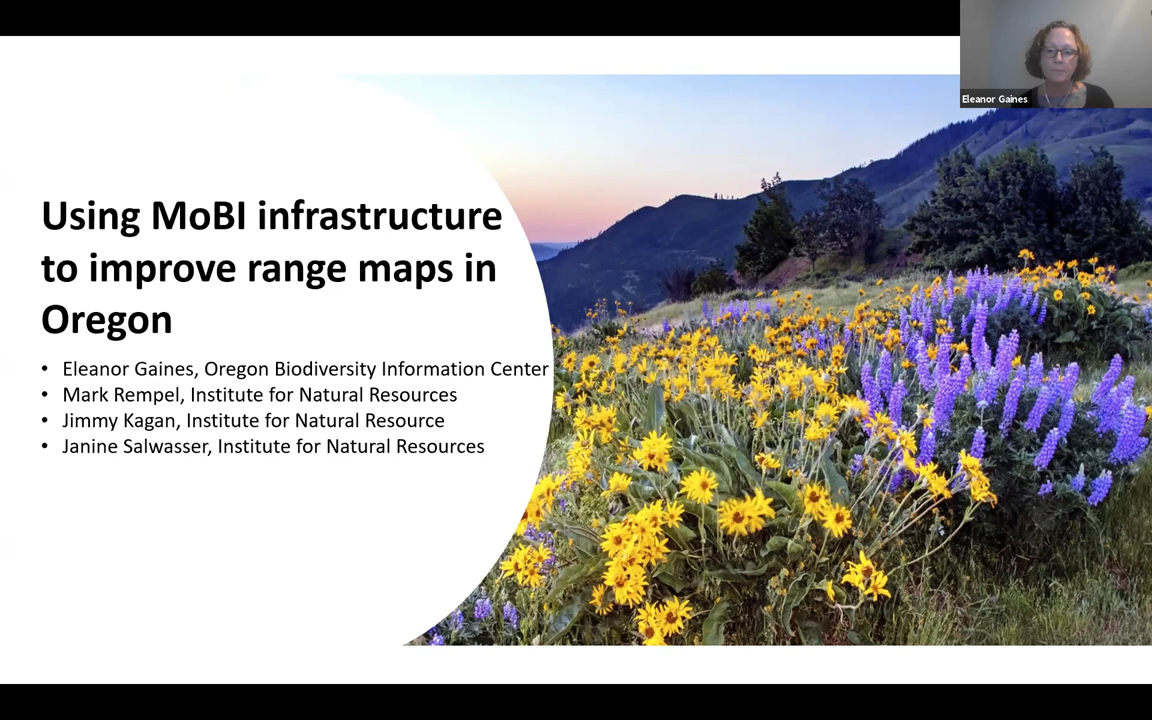 Eleanor Gaines
Using MoBI infrastructure
to improve range maps in
Oregon
• Eleanor Gaines, Oregon Biodiversity Information Center
• Mark Rempel, Institute for Natural Resources
• Jimmy Kagan, Institute for Natural Resource
• Janine Salwasser, Institute for Natural Resources